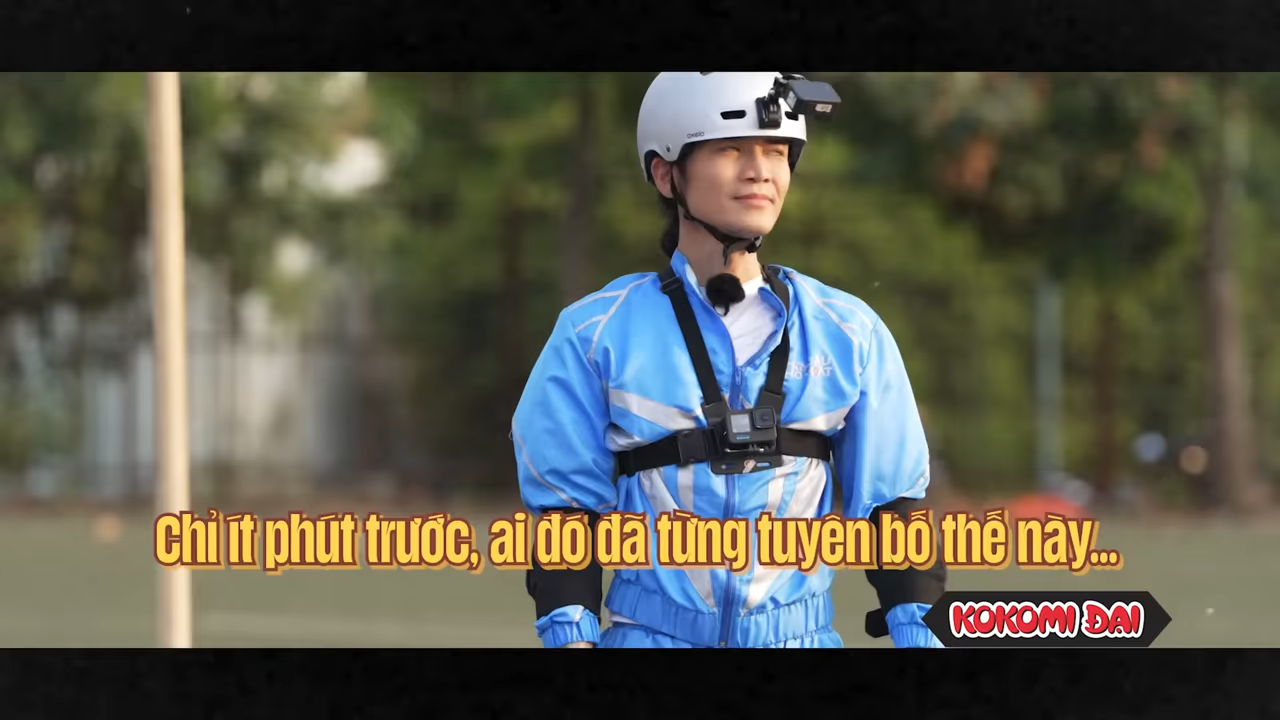 Chỉ ít phút trước, ai đó đã từng tuyên bố thế này...
KOKOMI ĐẠI